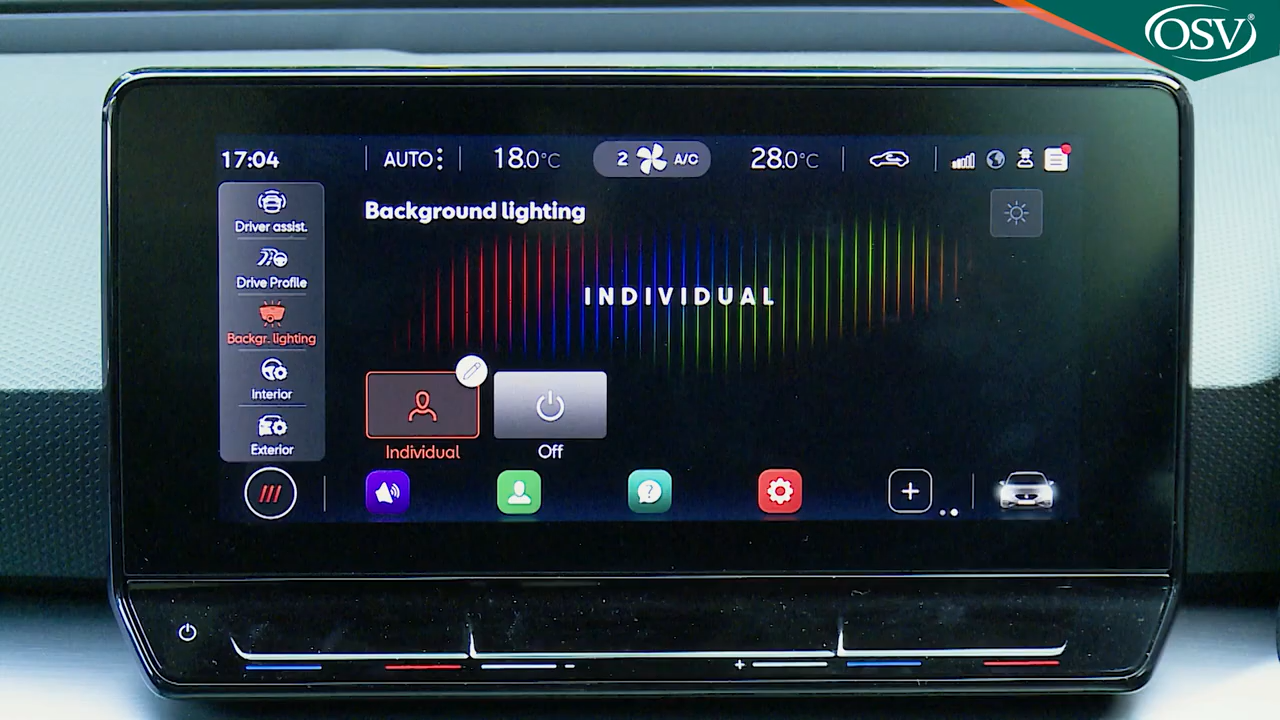 OSV®
17:04
AUTO
18.0°C
2
A/C
28.0°C
Driver assist.
Background lighting
Drive Profile
INDIVIDUAL
Backgr. lighting
Interior
Exterior
Individual
Off
?
+
-
+